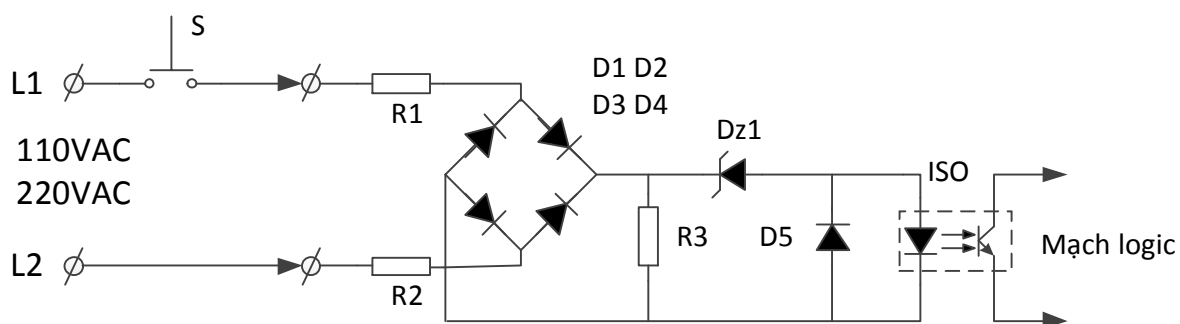 S
L1
R1
D1 D2
D3 D4
Dz1
ISO
110VAC
220VAC
R3
D5
Mạch logic
L2
R2